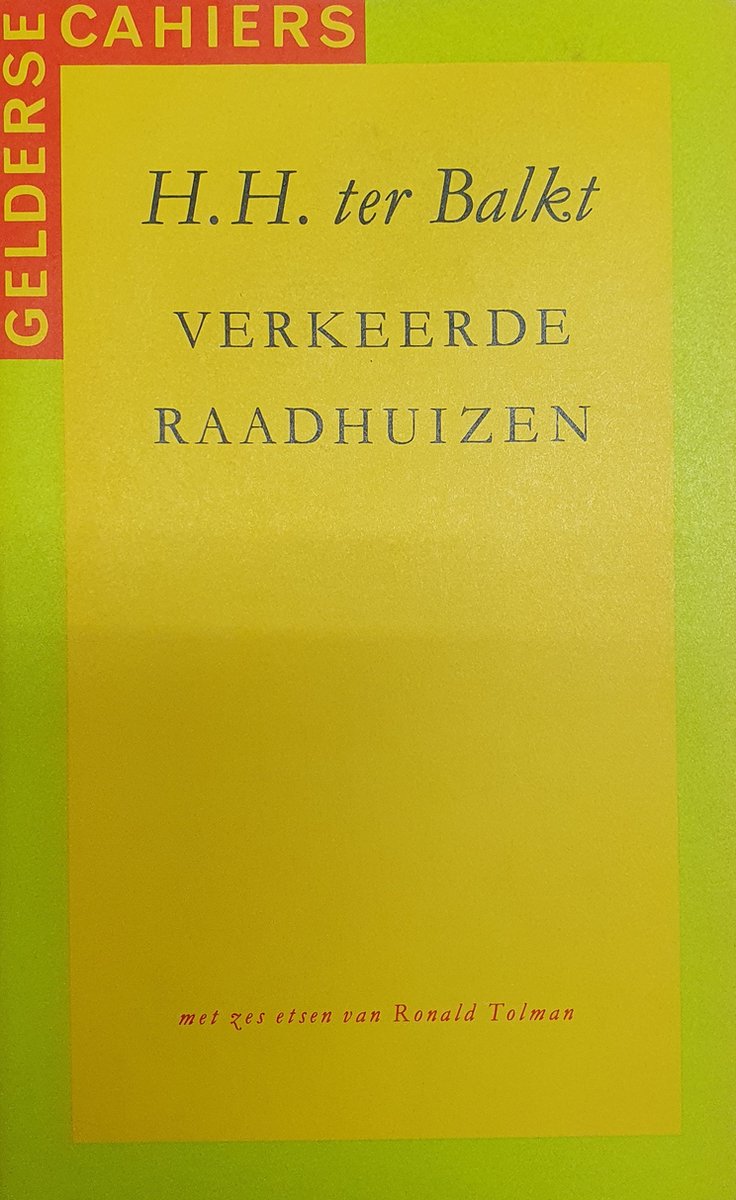 GELDERSE
CAHIERS
H.H. ter Balkt
VERKEERDE
RAADHUIZEN
met zes etsen van Ronald Tolman